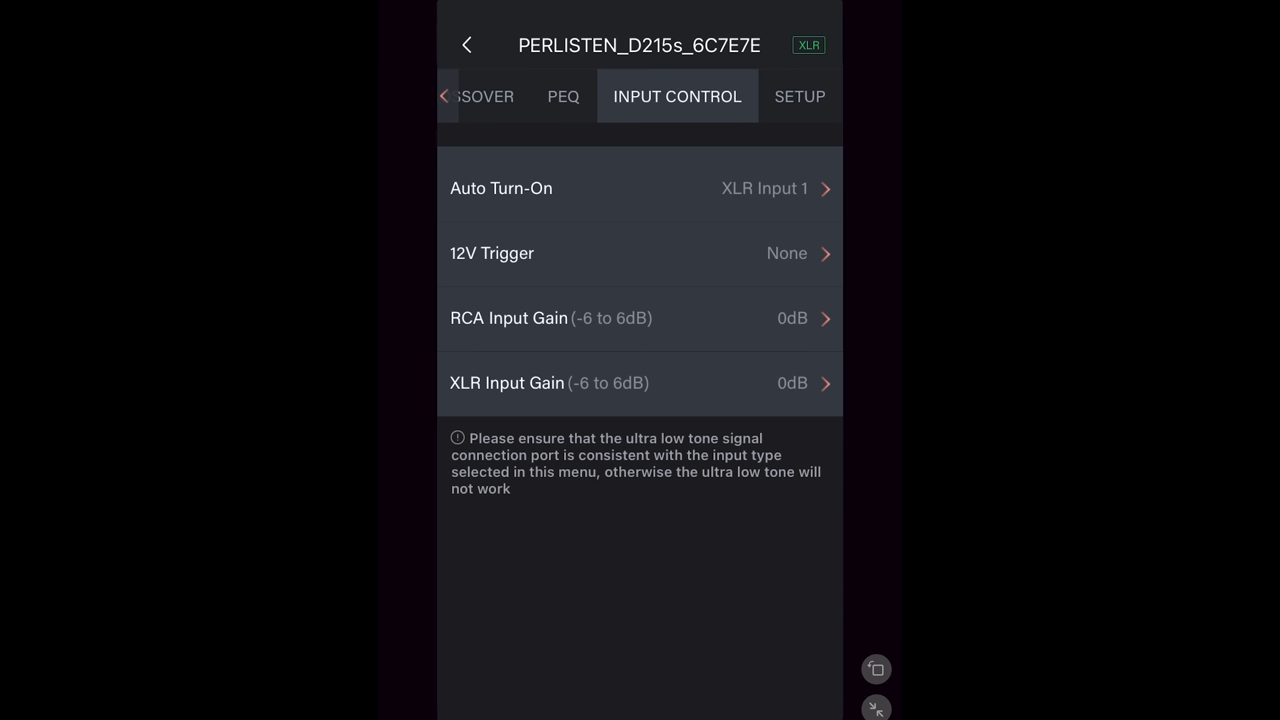 PERLISTEN_D215s_6C7E7E
XLR
SSOVER PEQ INPUT CONTROL SETUP
Auto Turn-On XLR Input 1
12V Trigger None
RCA Input Gain (-6 to 6dB) 0dB
XLR Input Gain (-6 to 6dB) 0dB
Please ensure that the ultra low tone signal
connection port is consistent with the input type
selected in this menu, otherwise the ultra low tone will
not work